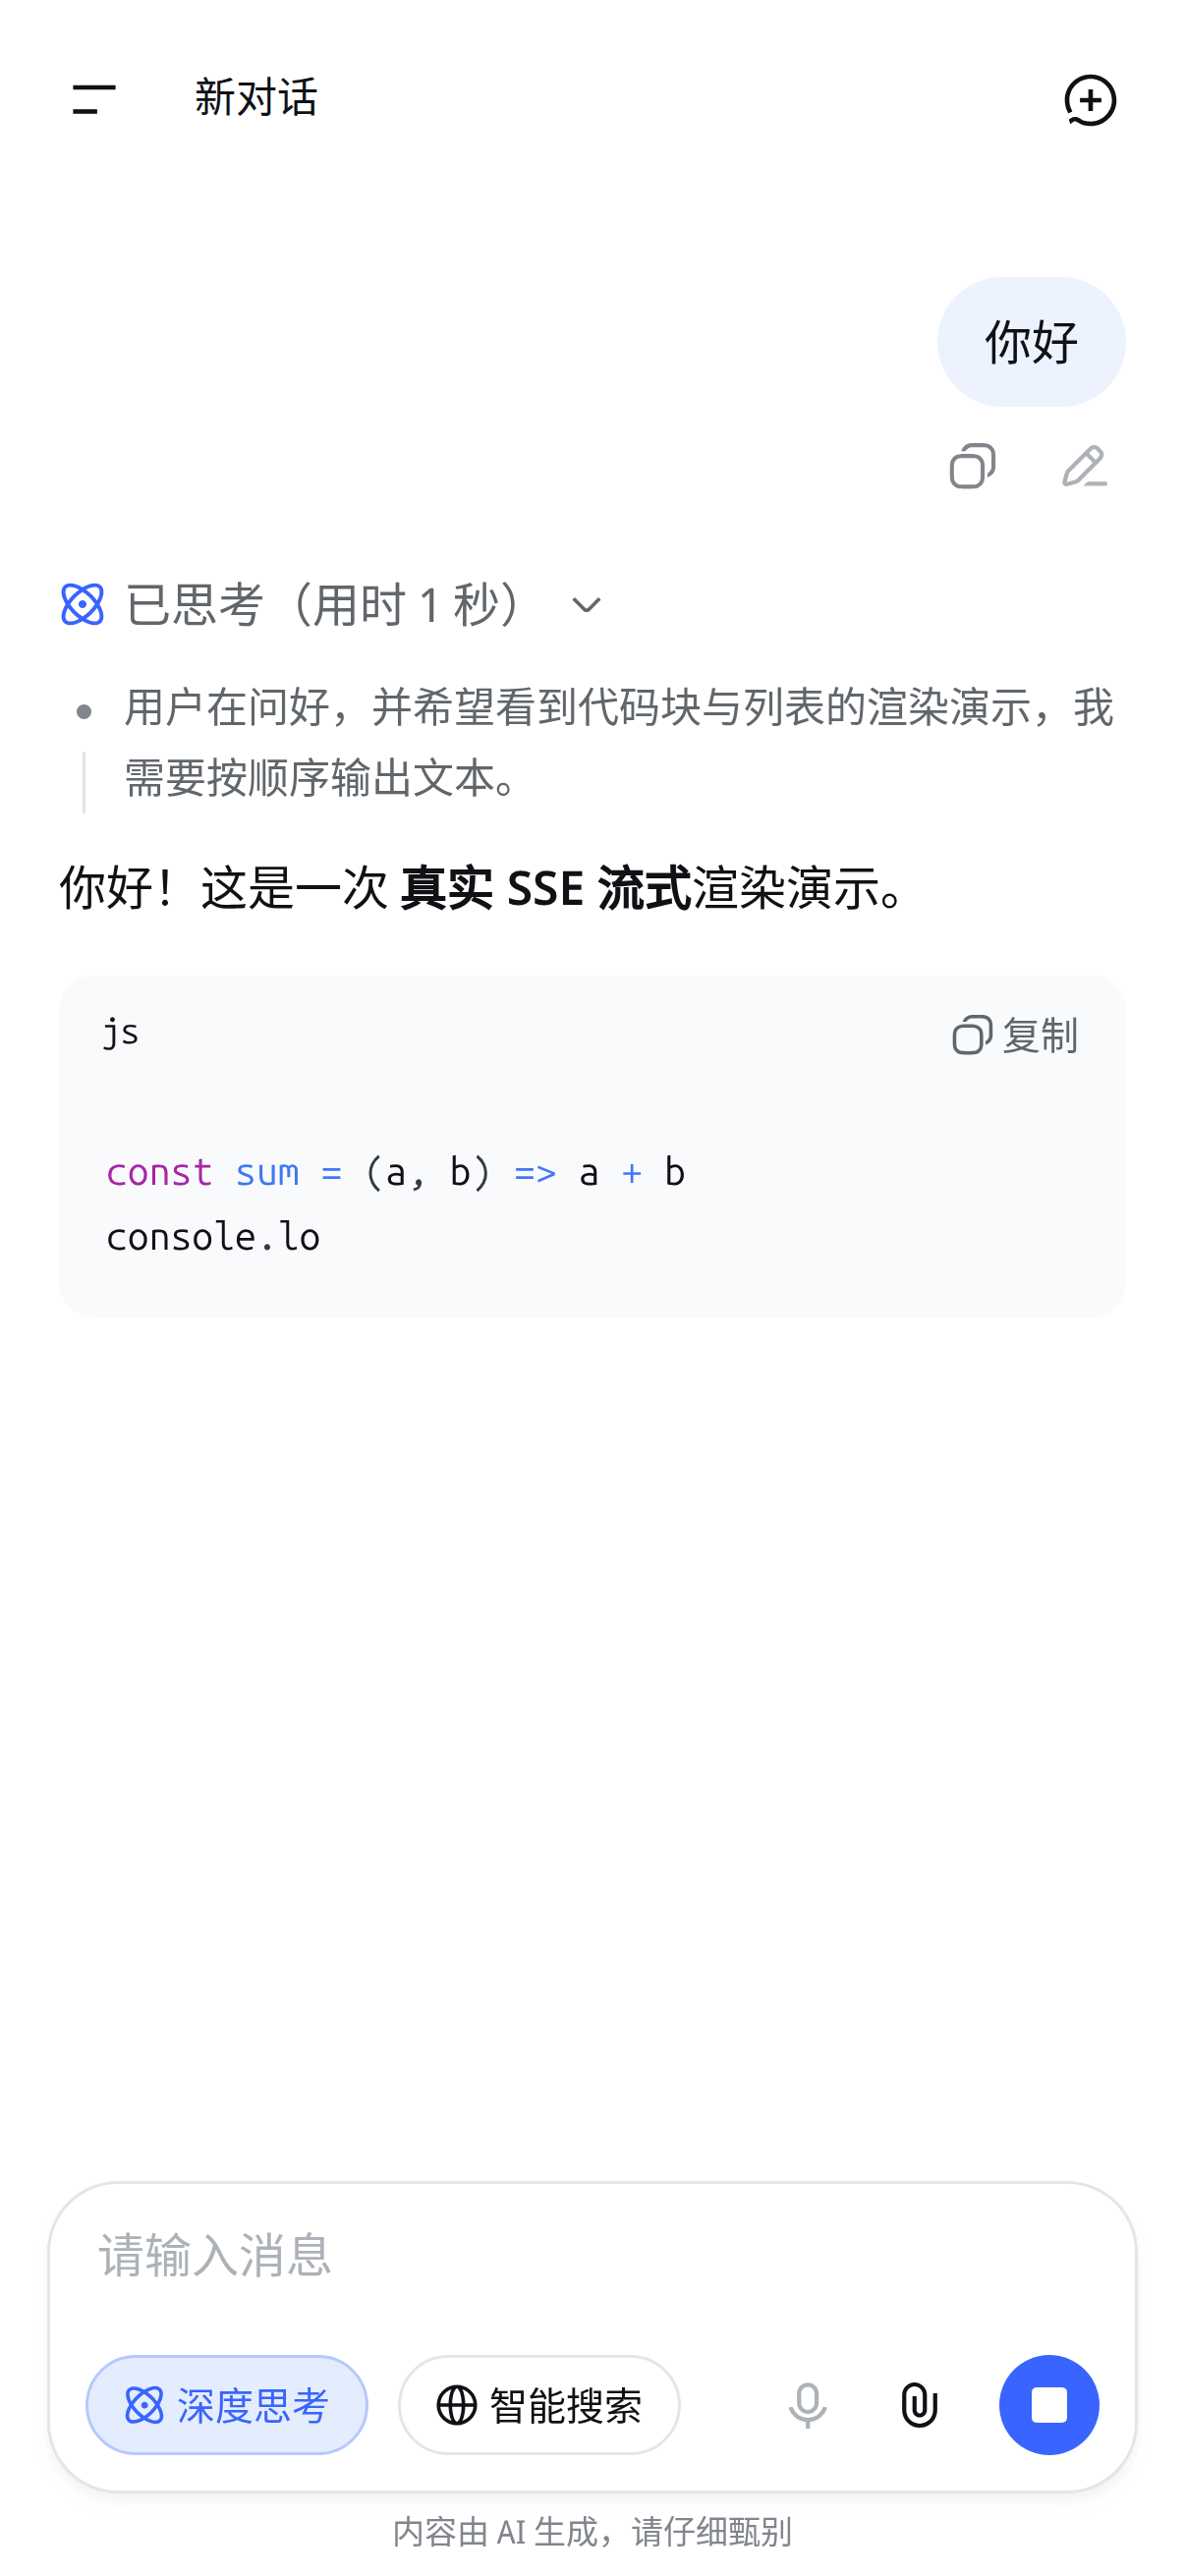 新对话
你好
已思考（用时 1 秒）
用户在问好，并希望看到代码块与列表的渲染演示，我
需要按顺序输出文本。
你好！这是一次 真实 SSE 流式渲染演示。
js
复制
const sum = (a, b) => a + b
console.lo
请输入消息
深度思考
智能搜索
内容由 AI 生成，请仔细甄别